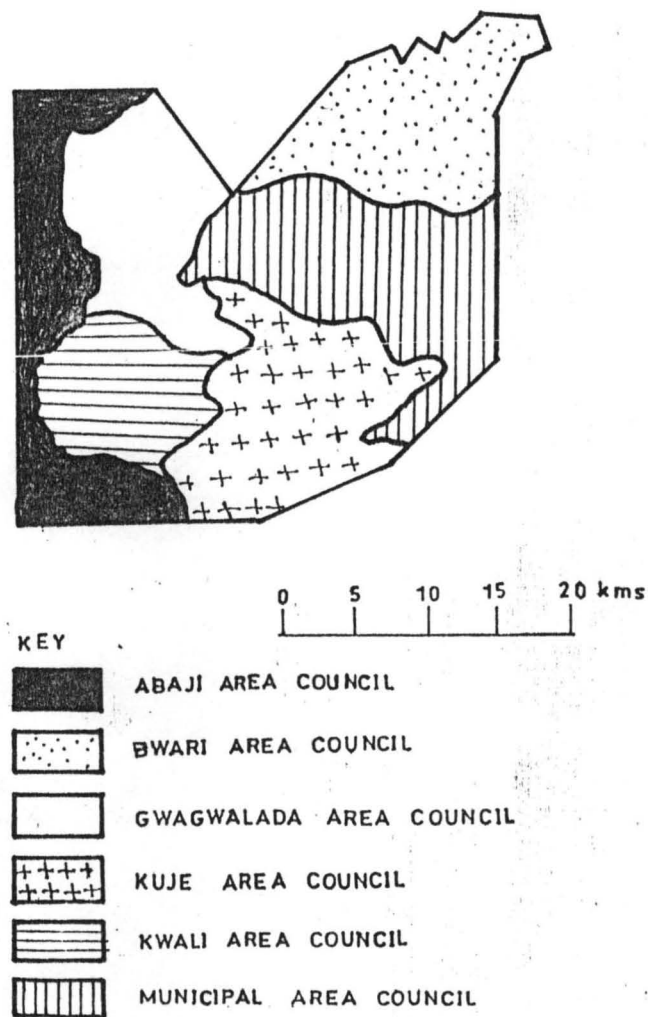 0 5 10 15 20 kms
KEY
ABAJI AREA COUNCIL
BWARI AREA COUNCIL
GWAGWALADA AREA COUNCIL
KUJE AREA COUNCIL
KWALI AREA COUNCIL
MUNICIPAL AREA COUNCIL